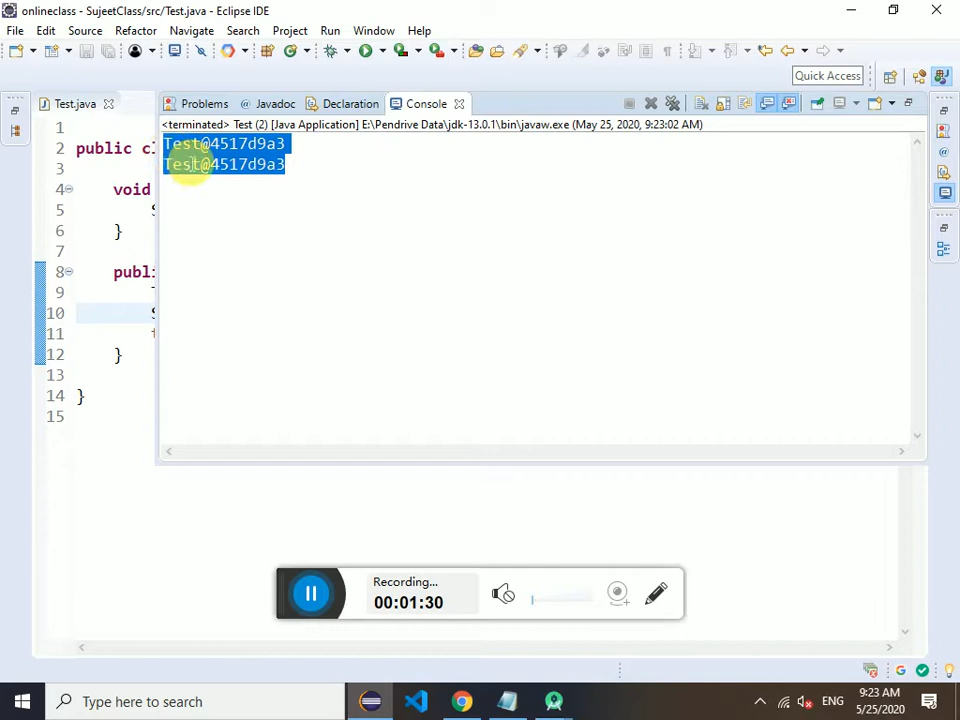 onlineclass - SujeetClass/src/Test.java - Eclipse IDE
File Edit Source Refactor Navigate Search Project Run Window Help
Quick Access
Test.java
Problems @ Javadoc Declaration Console
<terminated> Test (2) [Java Application] E:\Pendrive Data\jdk-13.0.1\bin\javaw.exe (May 25, 2020, 9:23:02 AM)
Test@4517d9a3
Test@4517d9a3
1
2 public cl
3
4 void
5 S
6 }
7
8 publi
9 T
10 S
11 t
12 }
13
14 }
15
Recording...
00:01:30
Type here to search
ENG
9:23 AM
5/25/2020